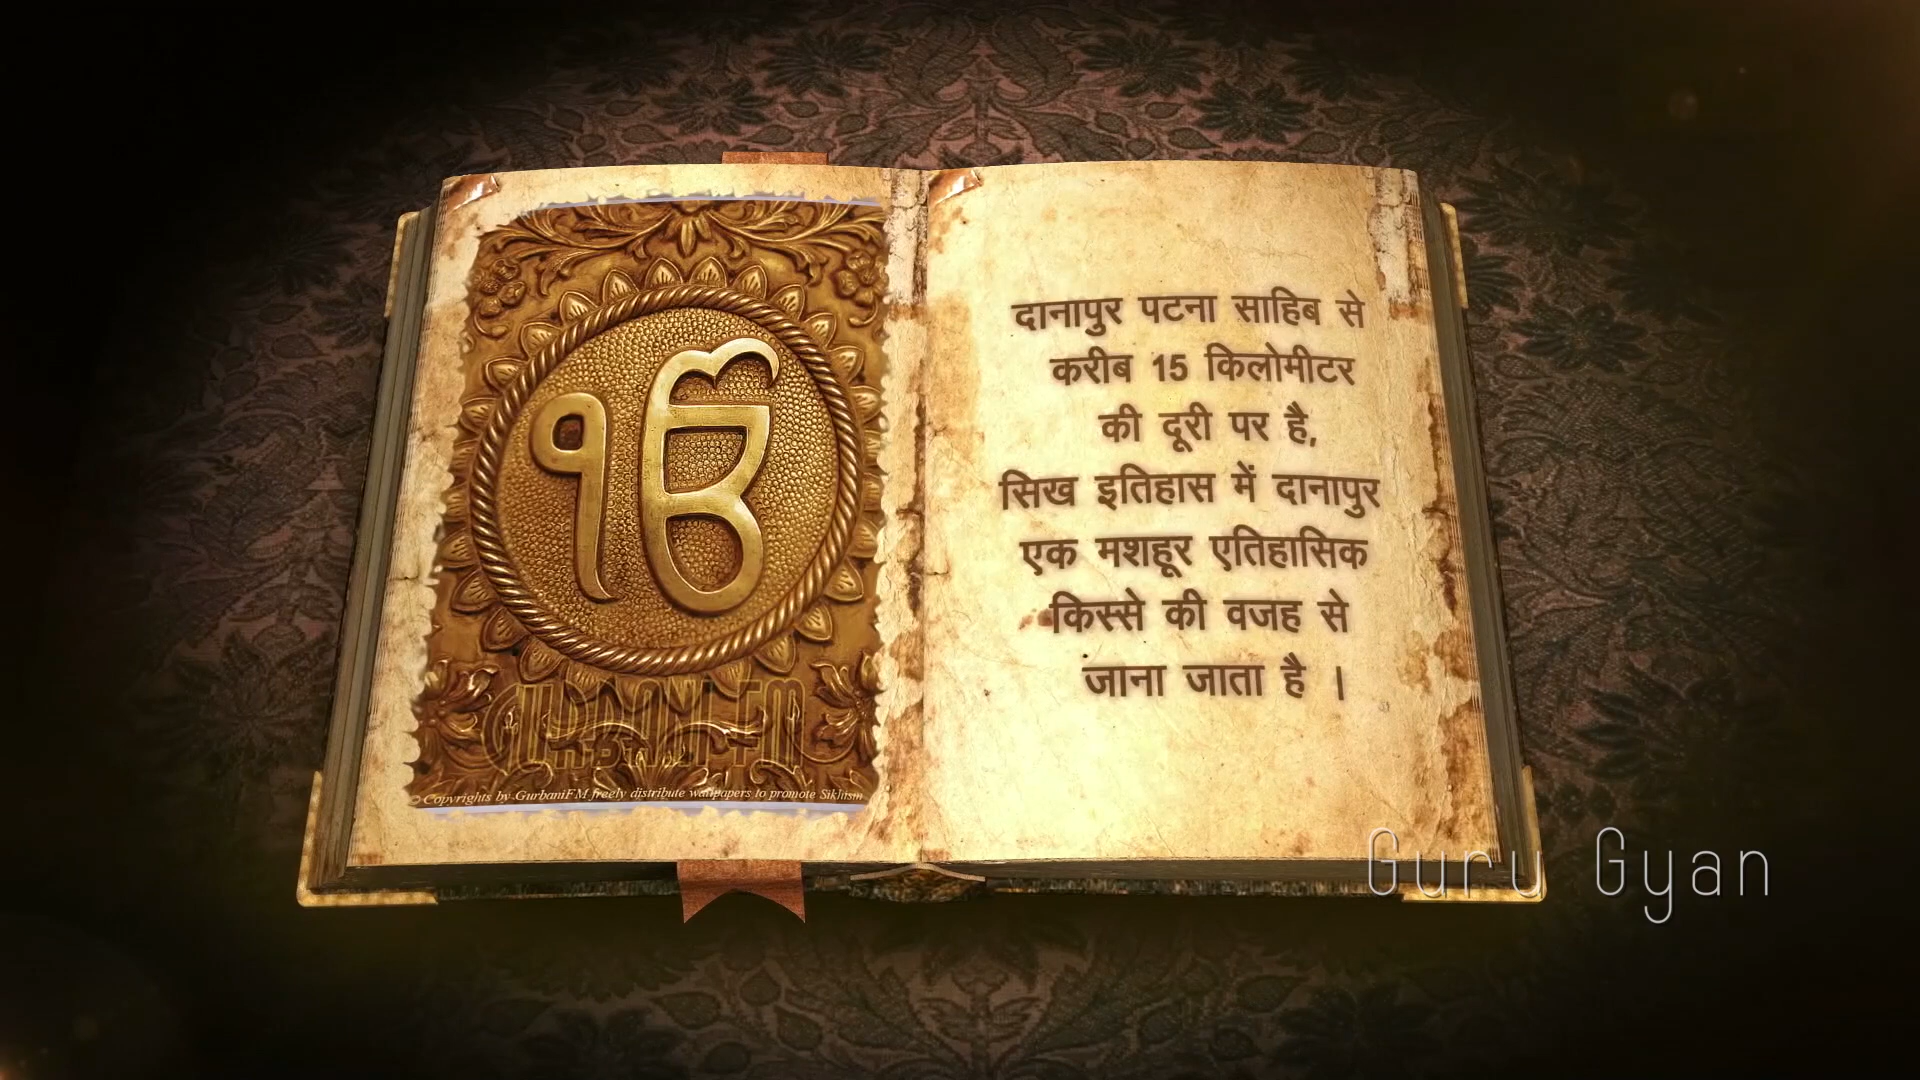 ੴ
GURBANI FM
© Copyrights by GurbaniFM freely distribute wallpapers to promote Sikhism
दानापुर पटना साहिब से
करीब 15 किलोमीटर
की दूरी पर है,
सिख इतिहास में दानापुर
एक मशहूर एतिहासिक
किस्से की वजह से
जाना जाता है ।
Guru Gyan